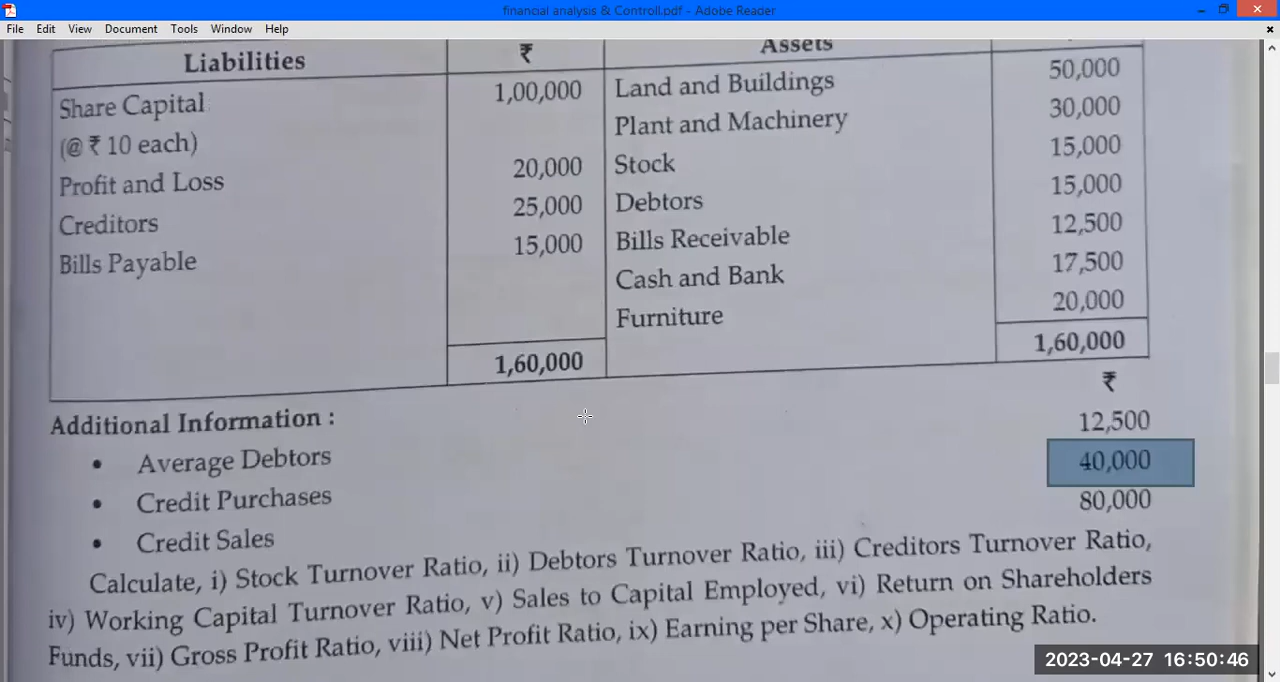 financial analysis & Controll.pdf - Adobe Reader
File Edit View Document Tools Window Help
Liabilities ₹ Assets
Share Capital 1,00,000 Land and Buildings 50,000
(@ ₹ 10 each) Plant and Machinery 30,000
Profit and Loss 20,000 Stock 15,000
Creditors 25,000 Debtors 15,000
Bills Payable 15,000 Bills Receivable 12,500
Cash and Bank 17,500
Furniture 20,000
1,60,000 1,60,000
₹
Additional Information :
• Average Debtors 12,500
• Credit Purchases 40,000
• Credit Sales 80,000
Calculate, i) Stock Turnover Ratio, ii) Debtors Turnover Ratio, iii) Creditors Turnover Ratio,
iv) Working Capital Turnover Ratio, v) Sales to Capital Employed, vi) Return on Shareholders
Funds, vii) Gross Profit Ratio, viii) Net Profit Ratio, ix) Earning per Share, x) Operating Ratio.
2023-04-27 16:50:46